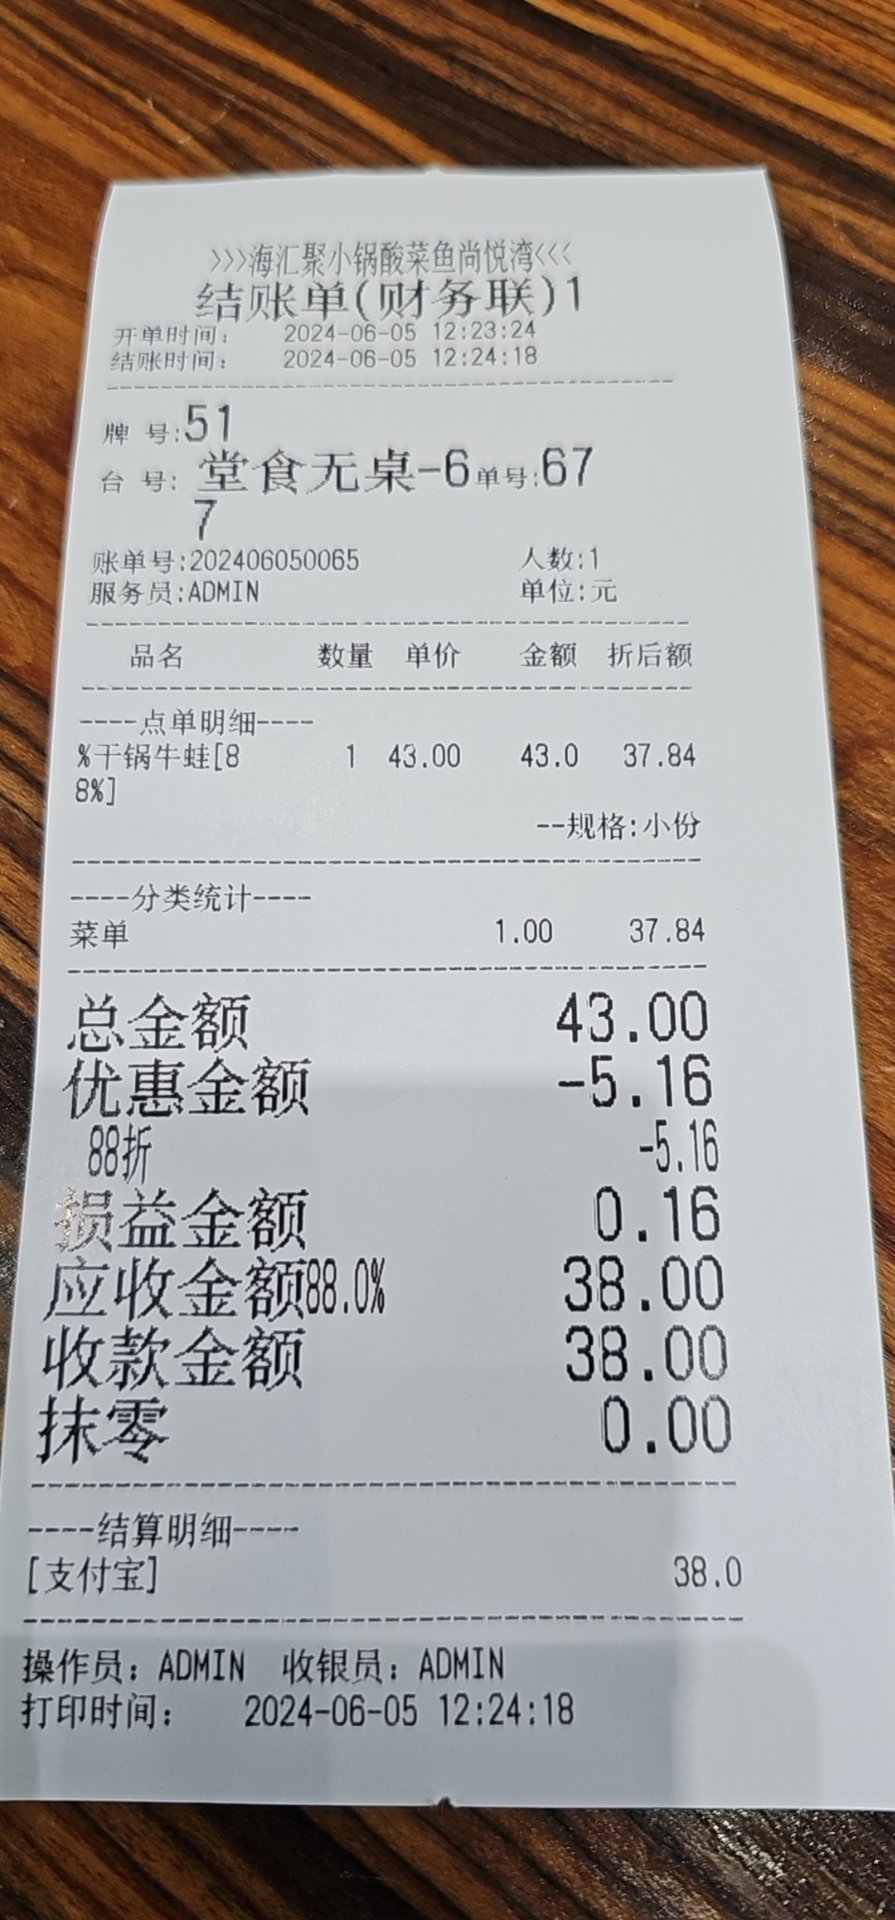 >>>海汇聚小锅酸菜鱼尚悦湾<<<
结账单(财务联)1
开单时间: 2024-06-05 12:23:24
结账时间: 2024-06-05 12:24:18
牌 号:51
台 号: 堂食无桌-6单号:67
7
账单号:202406050065 人数:1
服务员:ADMIN 单位:元
品名 数量 单价 金额 折后额
----点单明细----
%干锅牛蛙[8 1 43.00 43.0 37.84
8%]
--规格:小份
----分类统计----
菜单 1.00 37.84
总金额 43.00
优惠金额 -5.16
88折 -5.16
损益金额 0.16
应收金额88.0% 38.00
收款金额 38.00
抹零 0.00
----结算明细----
[支付宝] 38.0
操作员: ADMIN 收银员: ADMIN
打印时间: 2024-06-05 12:24:18